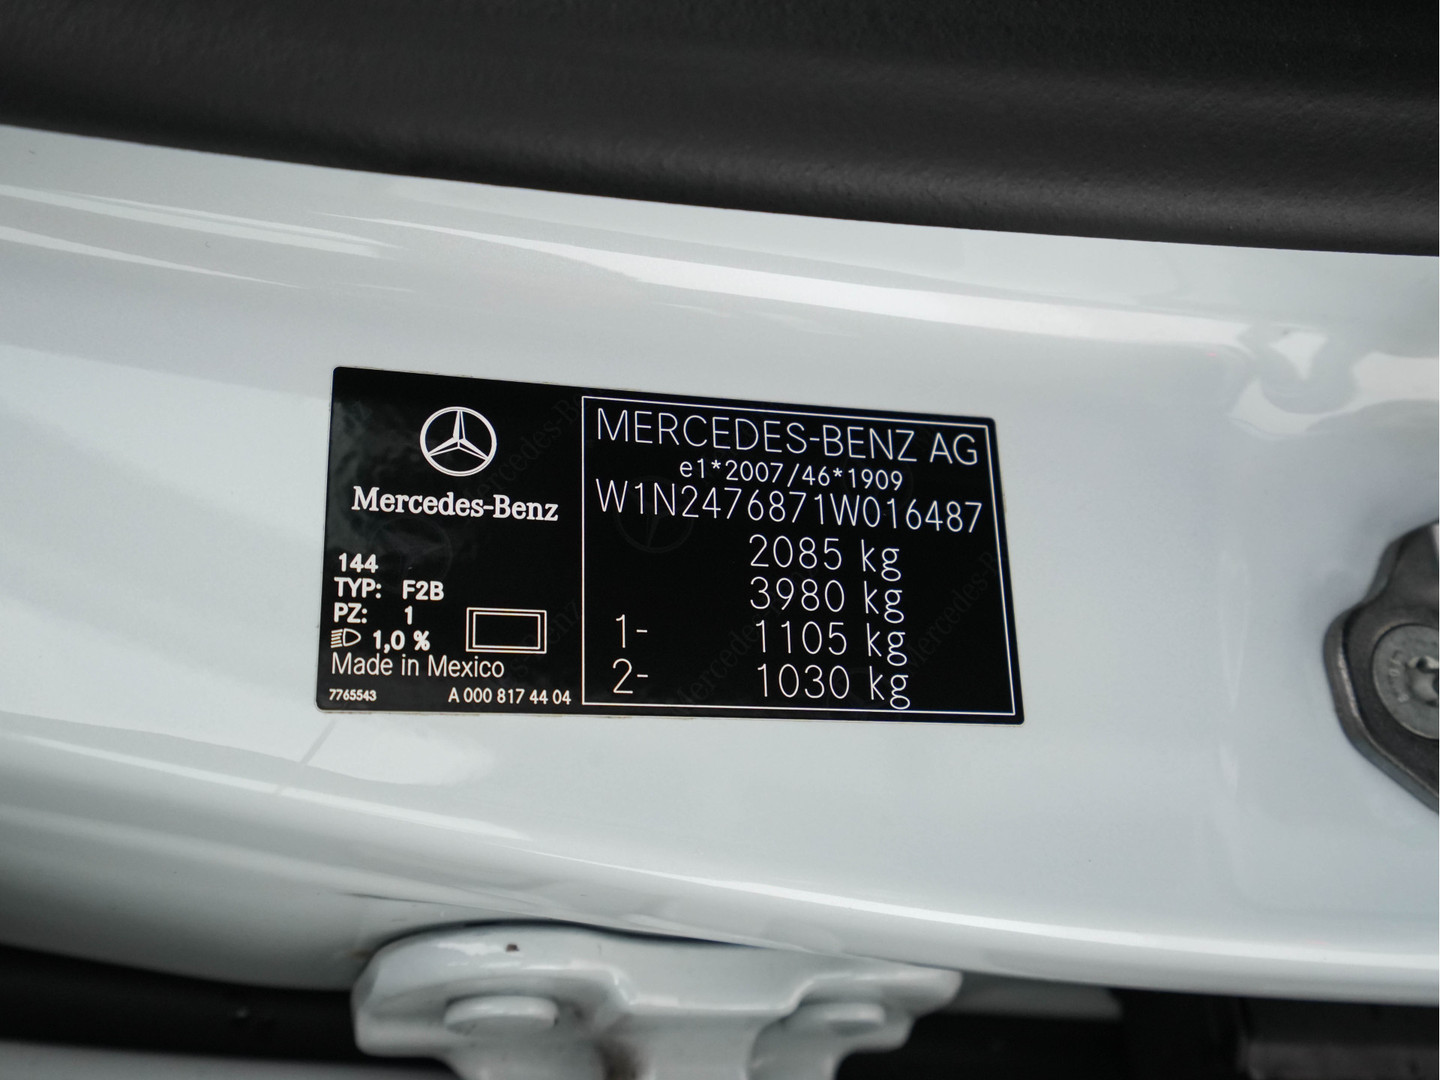 Mercedes-Benz
144
TYP: F2B
PZ: 1
1,0 %
Made in Mexico
7765543 A 000 817 44 04
MERCEDES-BENZ AG
e1*2007/46*1909
W1N2476871W016487
2085 kg
3980 kg
1- 1105 kg
2- 1030 kg